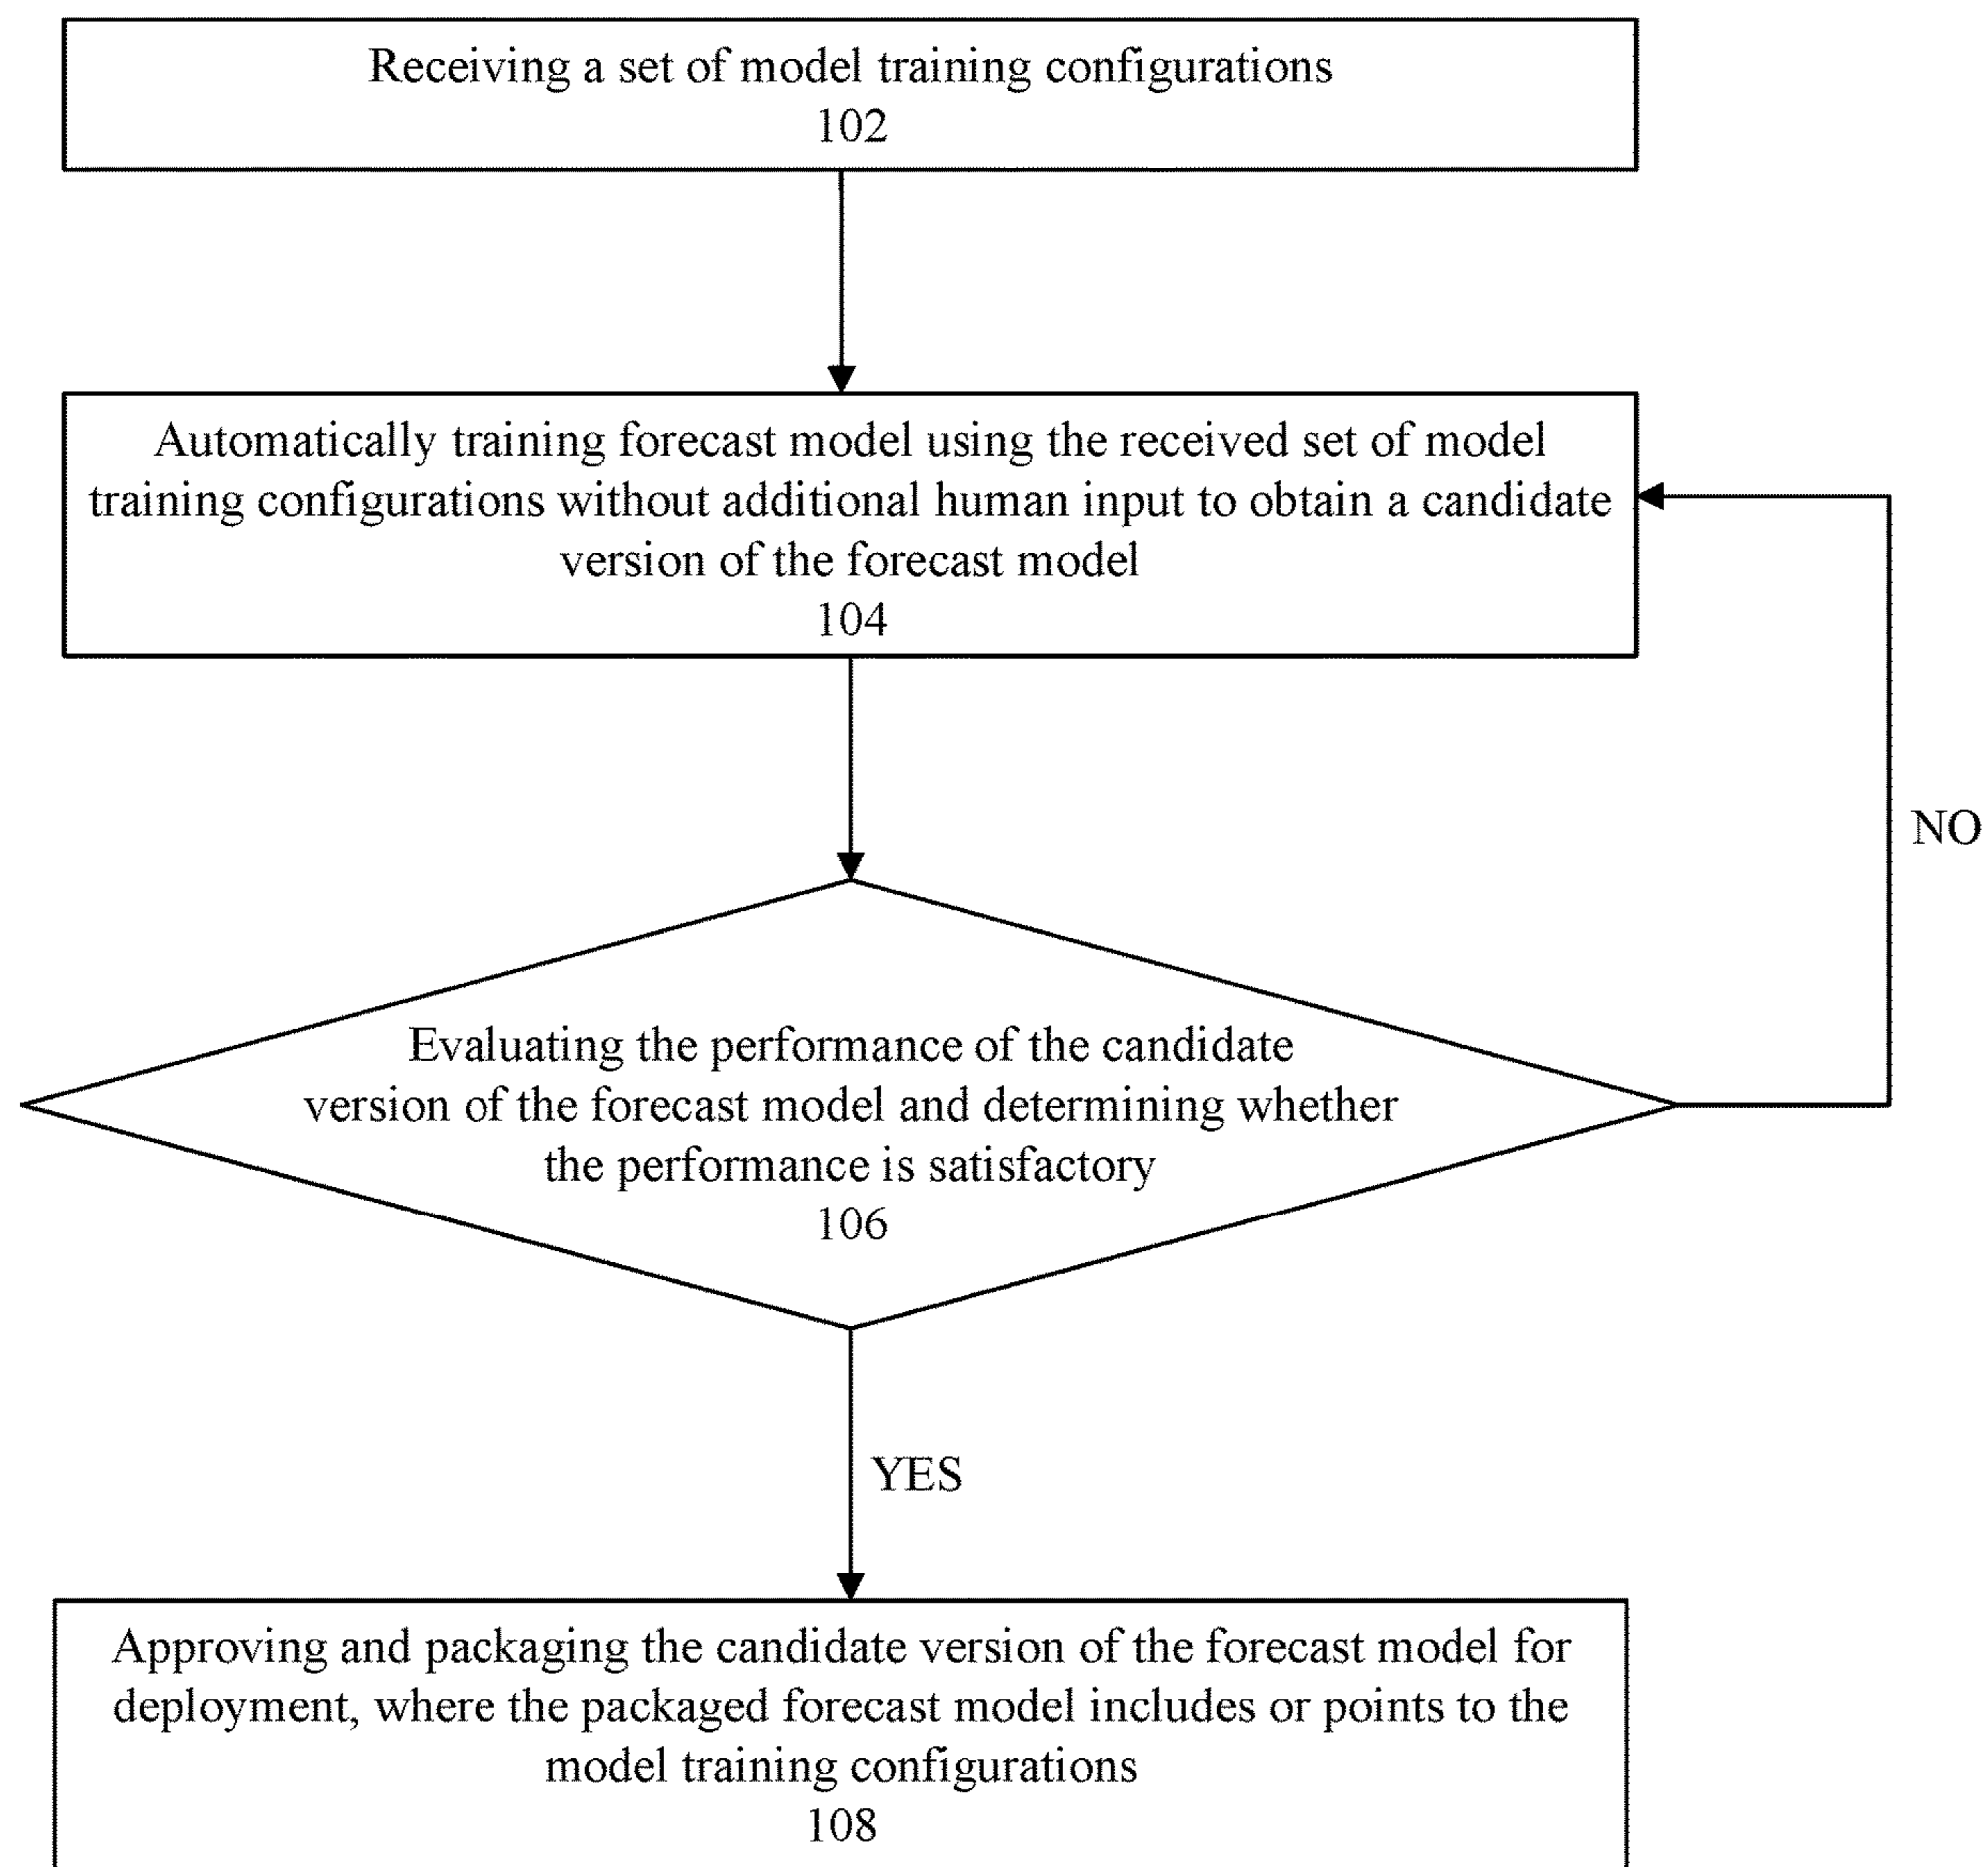 Receiving a set of model training configurations
102
Automatically training forecast model using the received set of model
training configurations without additional human input to obtain a candidate
version of the forecast model
104
NO
Evaluating the performance of the candidate
version of the forecast model and determining whether
the performance is satisfactory
106
YES
Approving and packaging the candidate version of the forecast model for
deployment, where the packaged forecast model includes or points to the
model training configurations
108